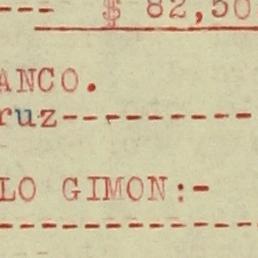 --- $ 82,50
ANCO.
ruz---------
LO GIMON:-
-------------